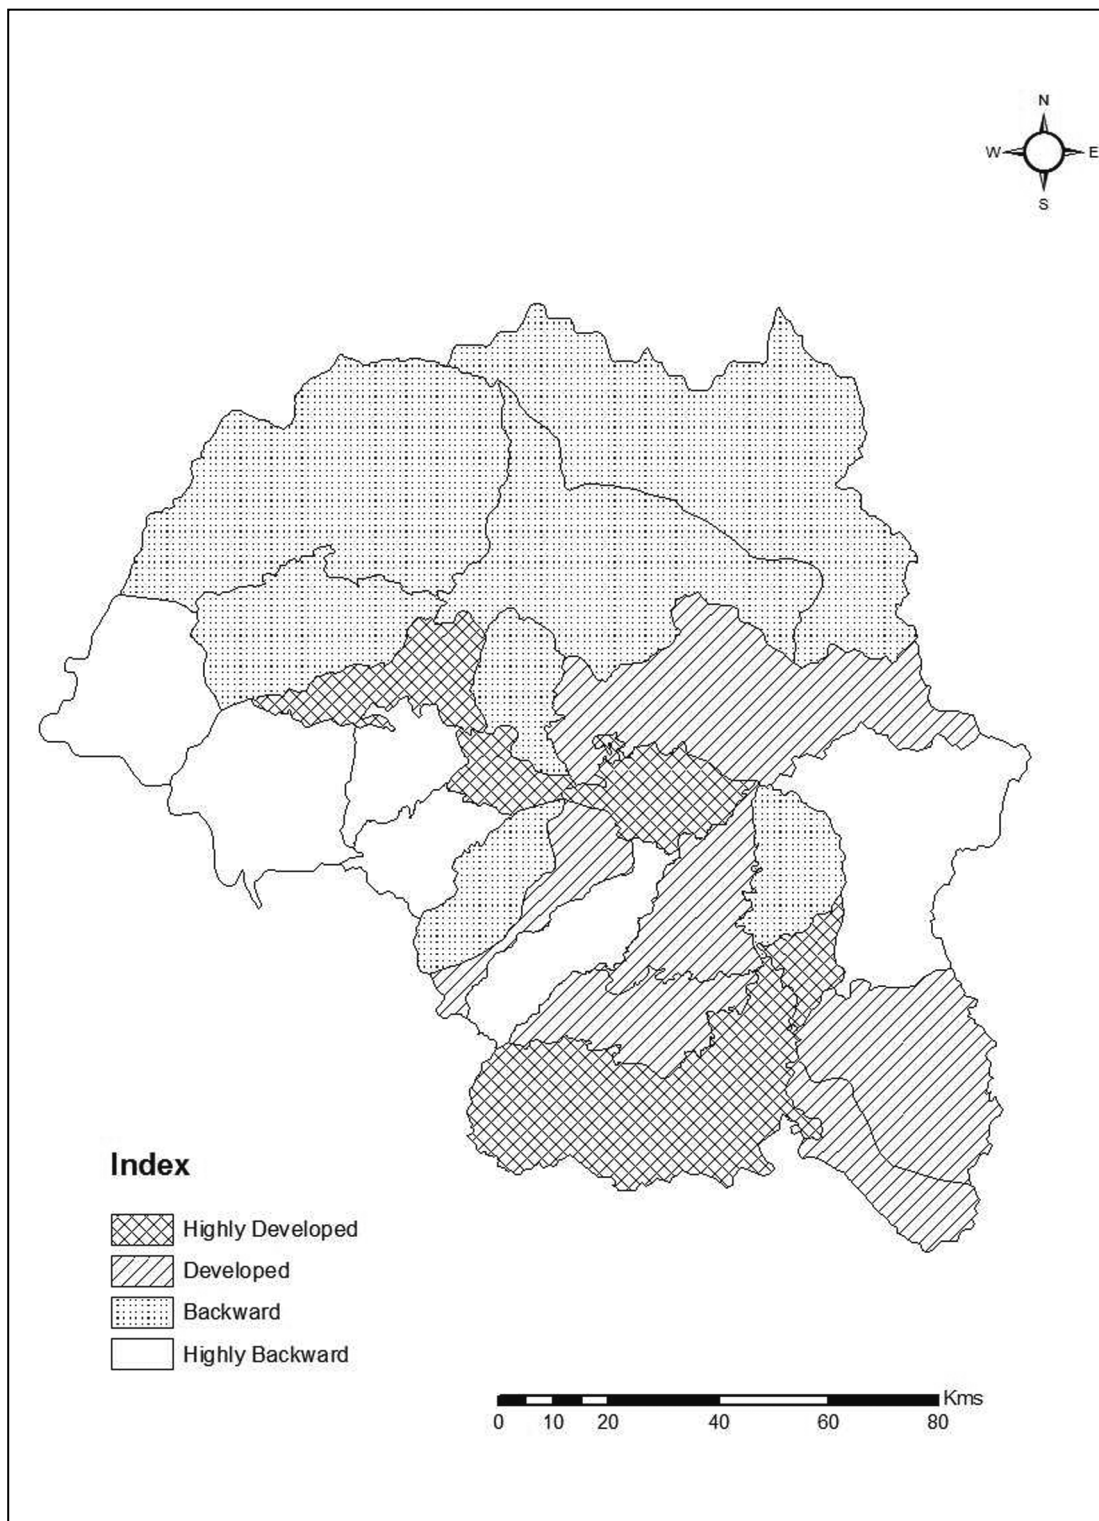 N
W E
S
Index
Highly Developed
Developed
Backward
Highly Backward
Kms
0 10 20 40 60 80